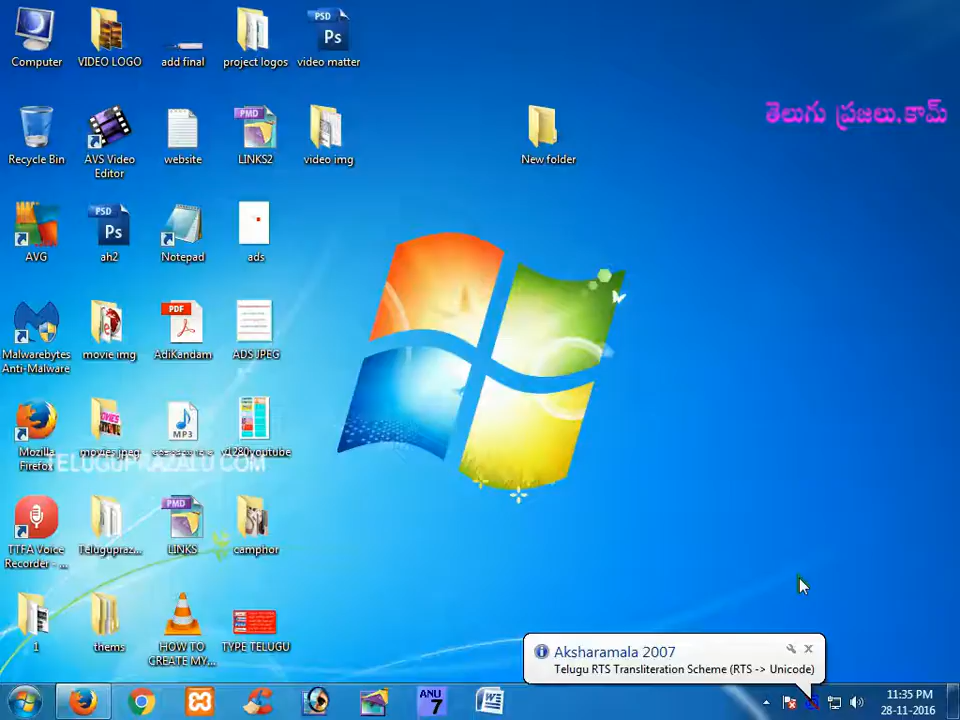 Computer
VIDEO LOGO
add final
project logos
PSD
Ps
video matter
తెలుగు ప్రజలు.కామ్
Recycle Bin
AVS Video
Editor
website
PMD
LINKS2
video img
New folder
AVG
PSD
Ps
ah2
Notepad
ads
Malwarebytes
Anti-Malware
movie img
PDF
AdiKandam
ADS JPEG
Mozilla
Firefox
movies.jpeg
MP3
v1280youtube
TELUGUPRAZALU.COM
TTFA Voice
Recorder - ...
Telugupraz...
PMD
LINKS
camphor
1
thems
HOW TO
CREATE MY...
TYPE TELUGU
Aksharamala 2007
Telugu RTS Transliteration Scheme (RTS -> Unicode)
ANU
7
11:35 PM
28-11-2016